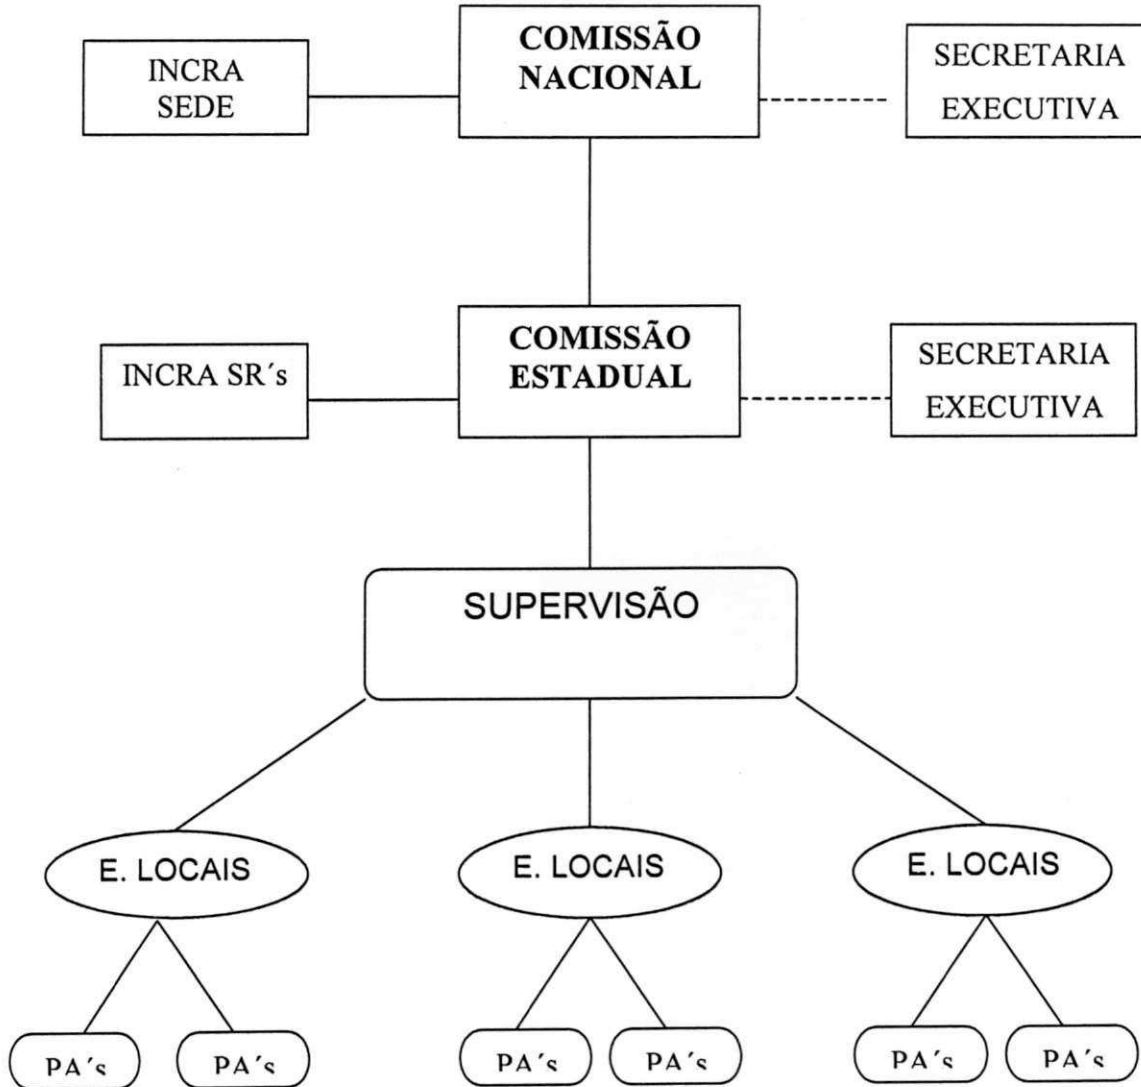 COMISSÃO
NACIONAL
INCRA
SEDE
SECRETARIA
EXECUTIVA
COMISSÃO
ESTADUAL
INCRA SR´s
SECRETARIA
EXECUTIVA
SUPERVISÃO
E. LOCAIS
E. LOCAIS
E. LOCAIS
PA´s
PA´s
PA´s
PA´s
PA´s
PA´s